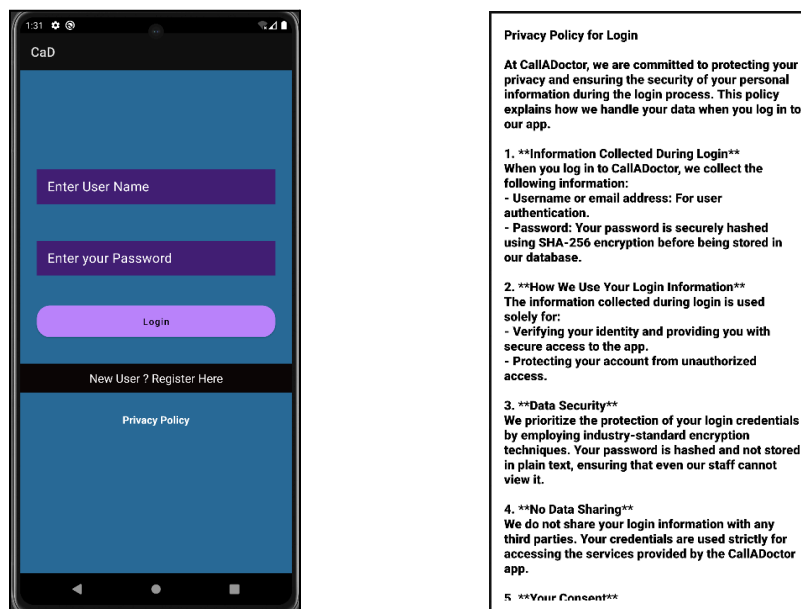 1:31
CaD
Enter User Name
Enter your Password
Login
New User ? Register Here
Privacy Policy
Privacy Policy for Login
At CallADoctor, we are committed to protecting your
privacy and ensuring the security of your personal
information during the login process. This policy
explains how we handle your data when you log in to
our app.
1. **Information Collected During Login**
When you log in to CallADoctor, we collect the
following information:
- Username or email address: For user
authentication.
- Password: Your password is securely hashed
using SHA-256 encryption before being stored in
our database.
2. **How We Use Your Login Information**
The information collected during login is used
solely for:
- Verifying your identity and providing you with
secure access to the app.
- Protecting your account from unauthorized
access.
3. **Data Security**
We prioritize the protection of your login credentials
by employing industry-standard encryption
techniques. Your password is hashed and not stored
in plain text, ensuring that even our staff cannot
view it.
4. **No Data Sharing**
We do not share your login information with any
third parties. Your credentials are used strictly for
accessing the services provided by the CallADoctor
app.
5. **Your Consent**